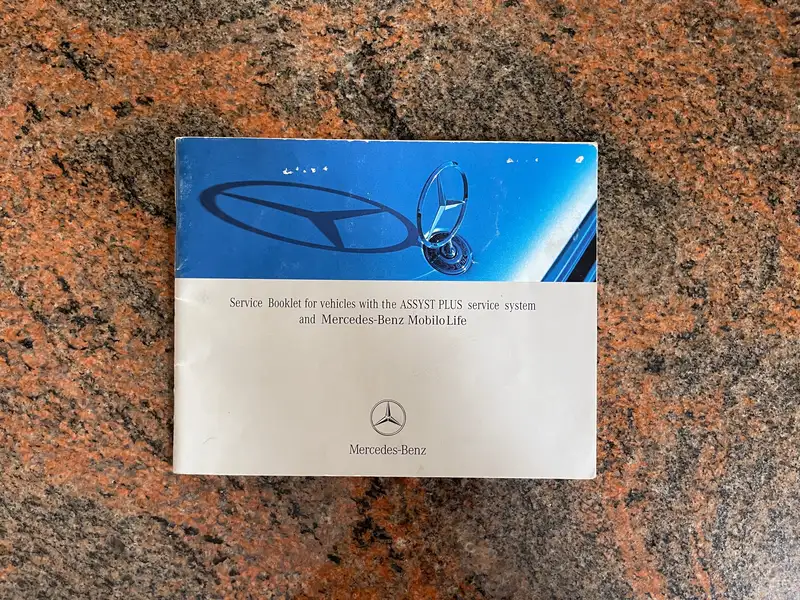 Service Booklet for vehicles with the ASSYST PLUS service system
and Mercedes-Benz MobiloLife
Mercedes-Benz